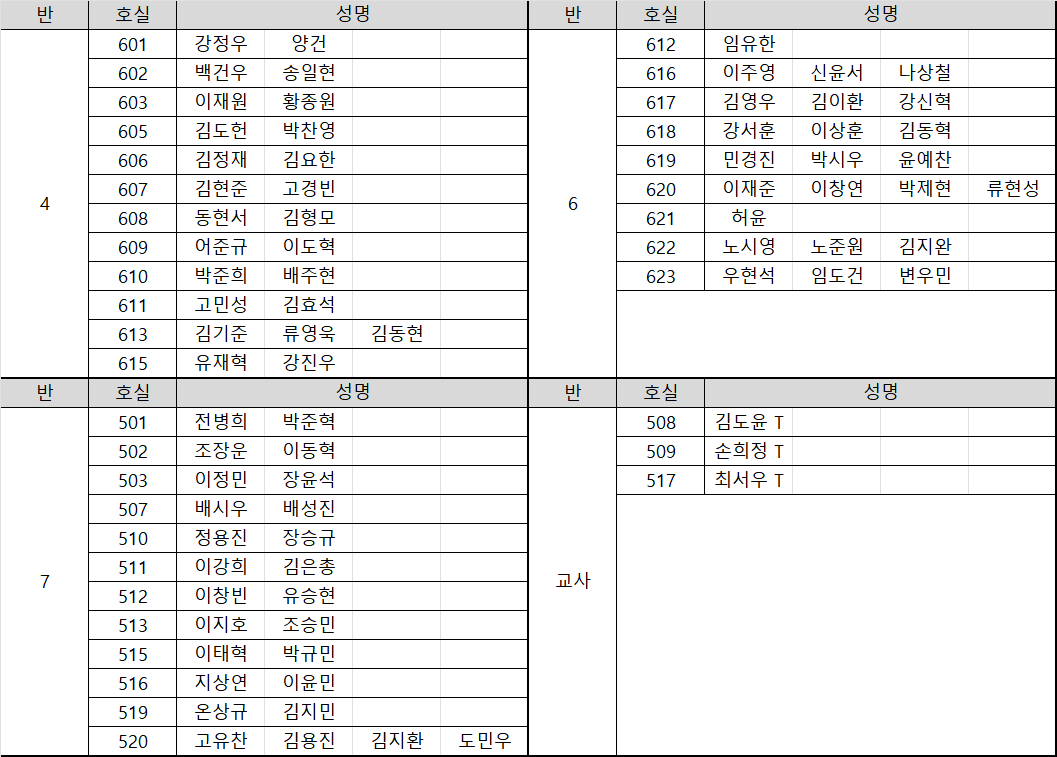 반 호실 성명
4
601 강정우 양건
602 백건우 송일현
603 이재원 황종원
605 김도헌 박찬영
606 김정재 김요한
607 김현준 고경빈
608 동현서 김형모
609 어준규 이도혁
610 박준희 배주현
611 고민성 김효석
613 김기준 류영욱 김동현
615 유재혁 강진우
반 호실 성명
6
612 임유한
616 이주영 신윤서 나상철
617 김영우 김이환 강신혁
618 강서훈 이상훈 김동혁
619 민경진 박시우 윤예찬
620 이재준 이창연 박제현 류현성
621 허윤
622 노시영 노준원 김지완
623 우현석 임도건 변우민
반 호실 성명
7
501 전병희 박준혁
502 조장운 이동혁
503 이정민 장윤석
507 배시우 배성진
510 정용진 장승규
511 이강희 김은총
512 이창빈 유승현
513 이지호 조승민
515 이태혁 박규민
516 지상연 이윤민
519 온상규 김지민
520 고유찬 김용진 김지환 도민우
반 호실 성명
교사
508 김도윤 T
509 손희정 T
517 최서우 T